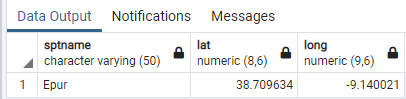 Data Output Notifications Messages
sptname lat long
character varying (50) numeric (8,6) numeric (9,6)
1 Epur 38.709634 -9.140021